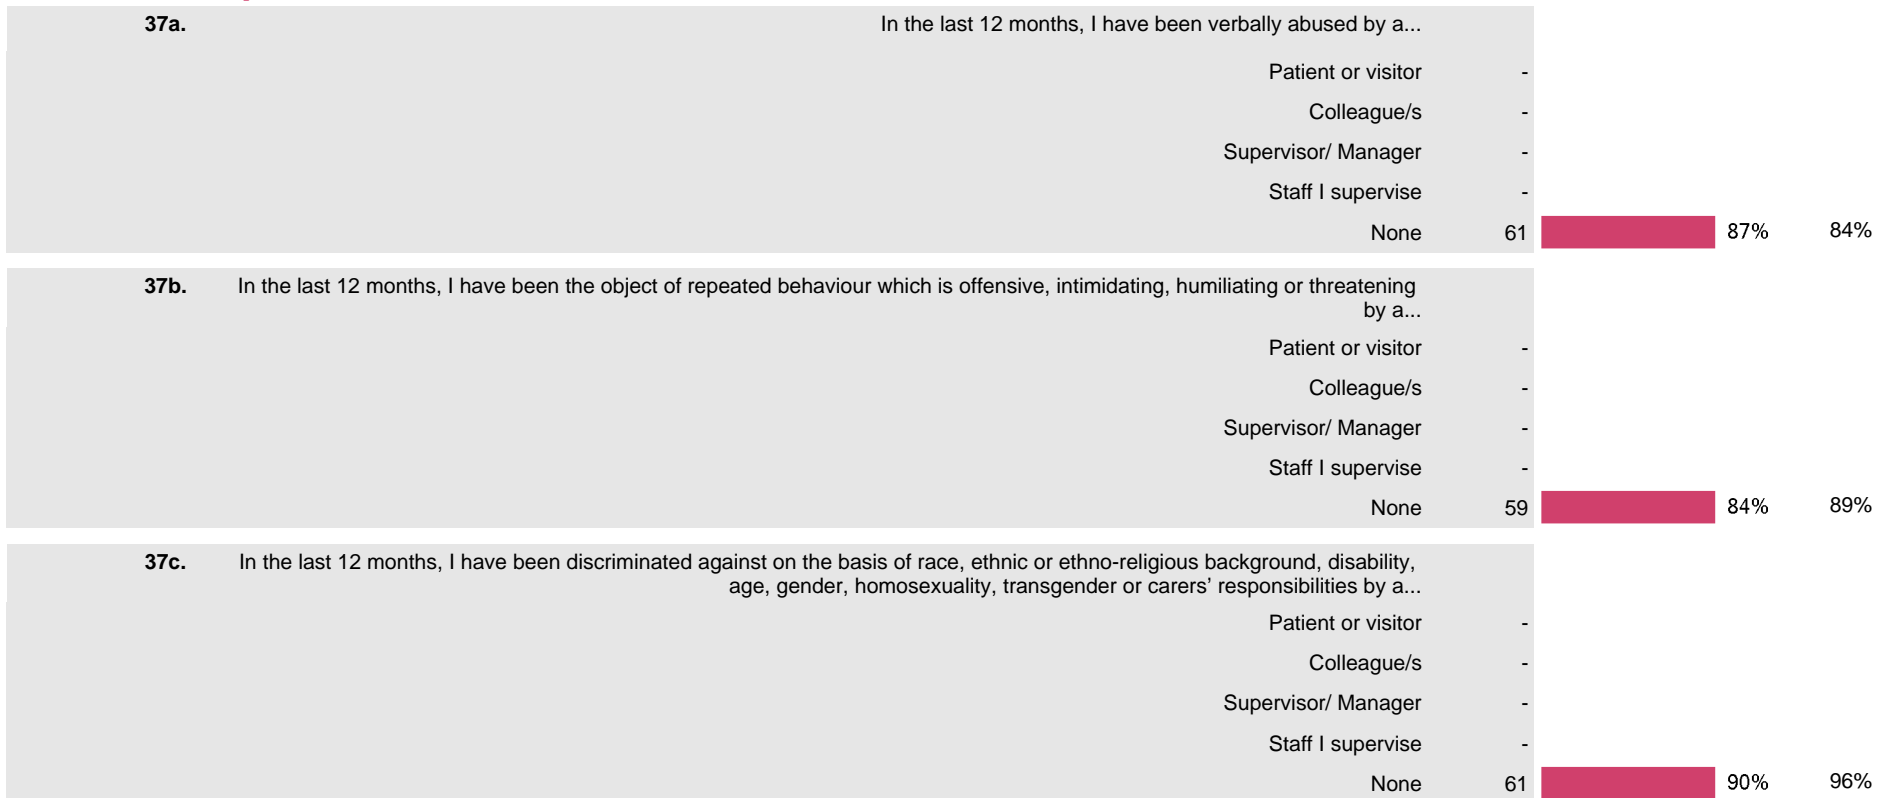 37a. In the last 12 months, I have been verbally abused by a...
Patient or visitor -
Colleague/s -
Supervisor/ Manager -
Staff I supervise -
None 61 87% 84%
37b. In the last 12 months, I have been the object of repeated behaviour which is offensive, intimidating, humiliating or threatening
by a...
Patient or visitor -
Colleague/s -
Supervisor/ Manager -
Staff I supervise -
None 59 84% 89%
37c. In the last 12 months, I have been discriminated against on the basis of race, ethnic or ethno-religious background, disability,
age, gender, homosexuality, transgender or carers’ responsibilities by a...
Patient or visitor -
Colleague/s -
Supervisor/ Manager -
Staff I supervise -
None 61 90% 96%